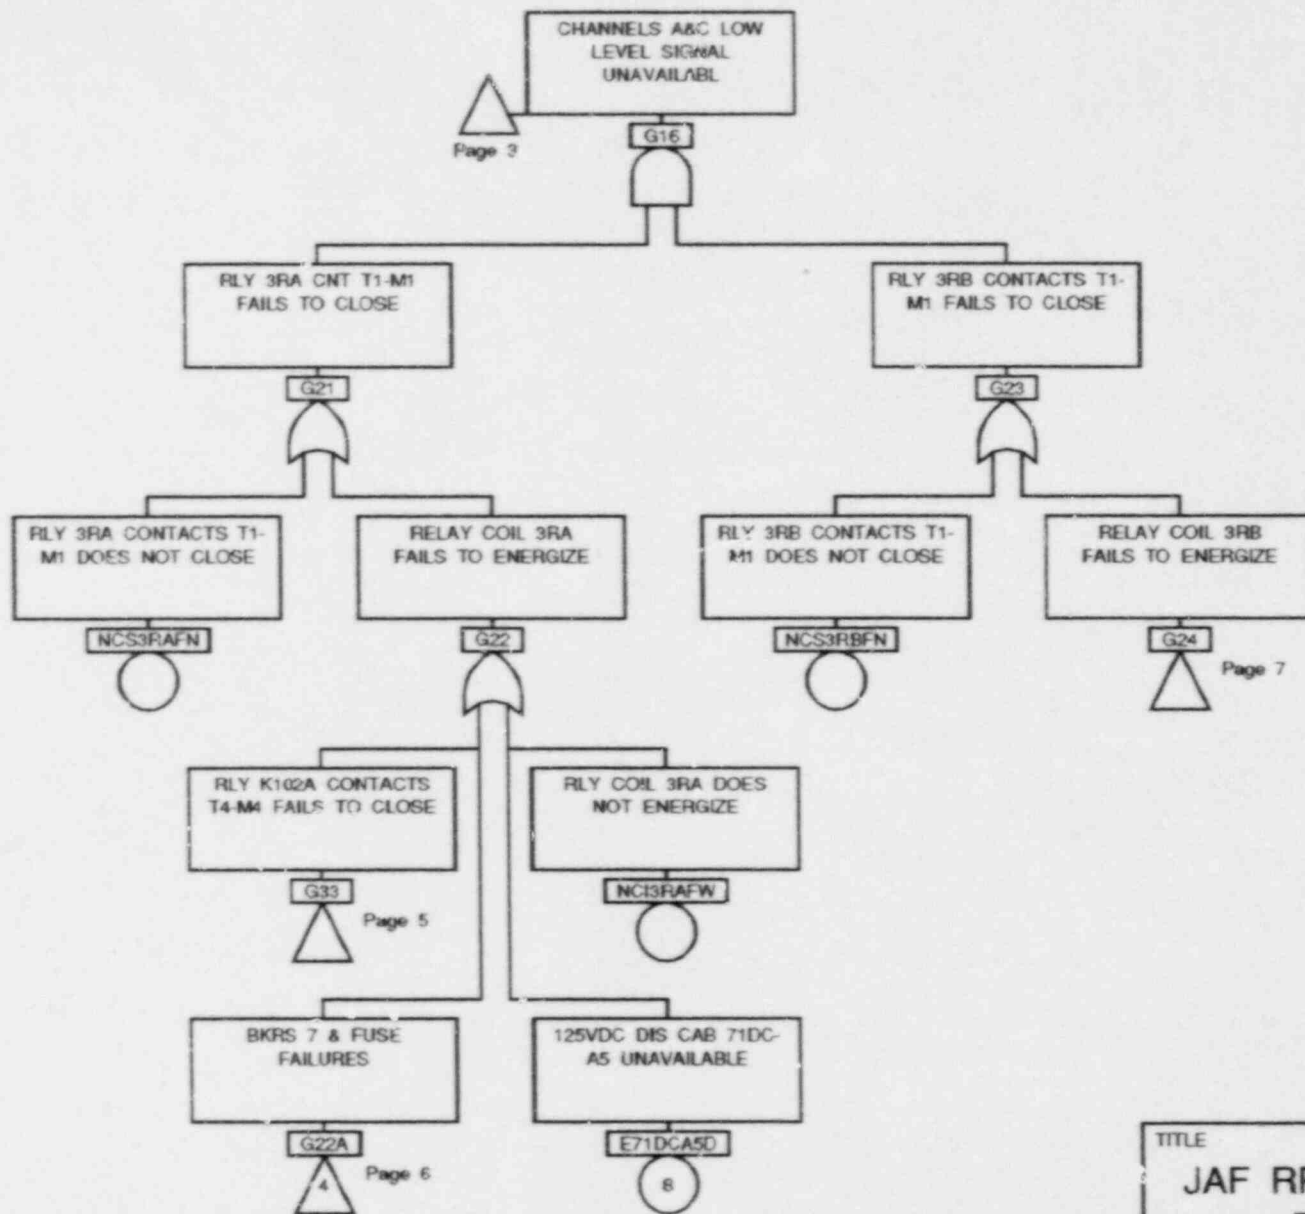 CHANNELS A&C LOW
LEVEL SIGNAL
UNAVAILABL
Page 3
G16
RLY 3RA CNT T1-M1
FAILS TO CLOSE
G21
RLY 3RB CONTACTS T1-
M1 FAILS TO CLOSE
G23
RLY 3RA CONTACTS T1-
M1 DOES NOT CLOSE
NCS3RAFN
RELAY COIL 3RA
FAILS TO ENERGIZE
G22
RLY 3RB CONTACTS T1-
M1 DOES NOT CLOSE
NCS3RBFN
RELAY COIL 3RB
FAILS TO ENERGIZE
G24
Page 7
RLY K102A CONTACTS
T4-M4 FAILS TO CLOSE
G33
Page 5
RLY COIL 3RA DOES
NOT ENERGIZE
NCI3RAFW
BKRS 7 & FUSE
FAILURES
G22A
4
Page 6
125VDC DIS CAB 71DC-
A5 UNAVAILABLE
E71DCA5D
8
TITLE
JAF